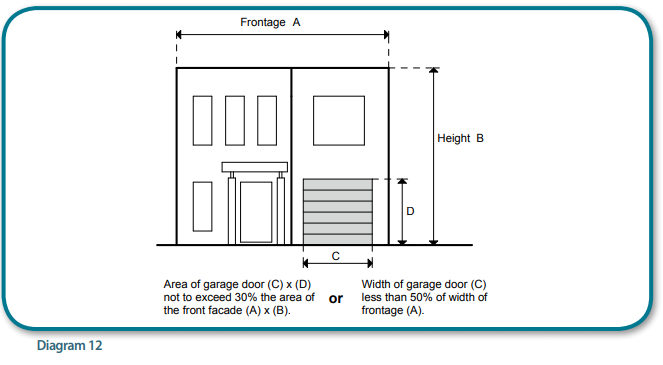 Frontage A
Height B
D
C
Area of garage door (C) x (D)
not to exceed 30% the area of
the front facade (A) x (B).
or
Width of garage door (C)
less than 50% of width of
frontage (A).
Diagram 12